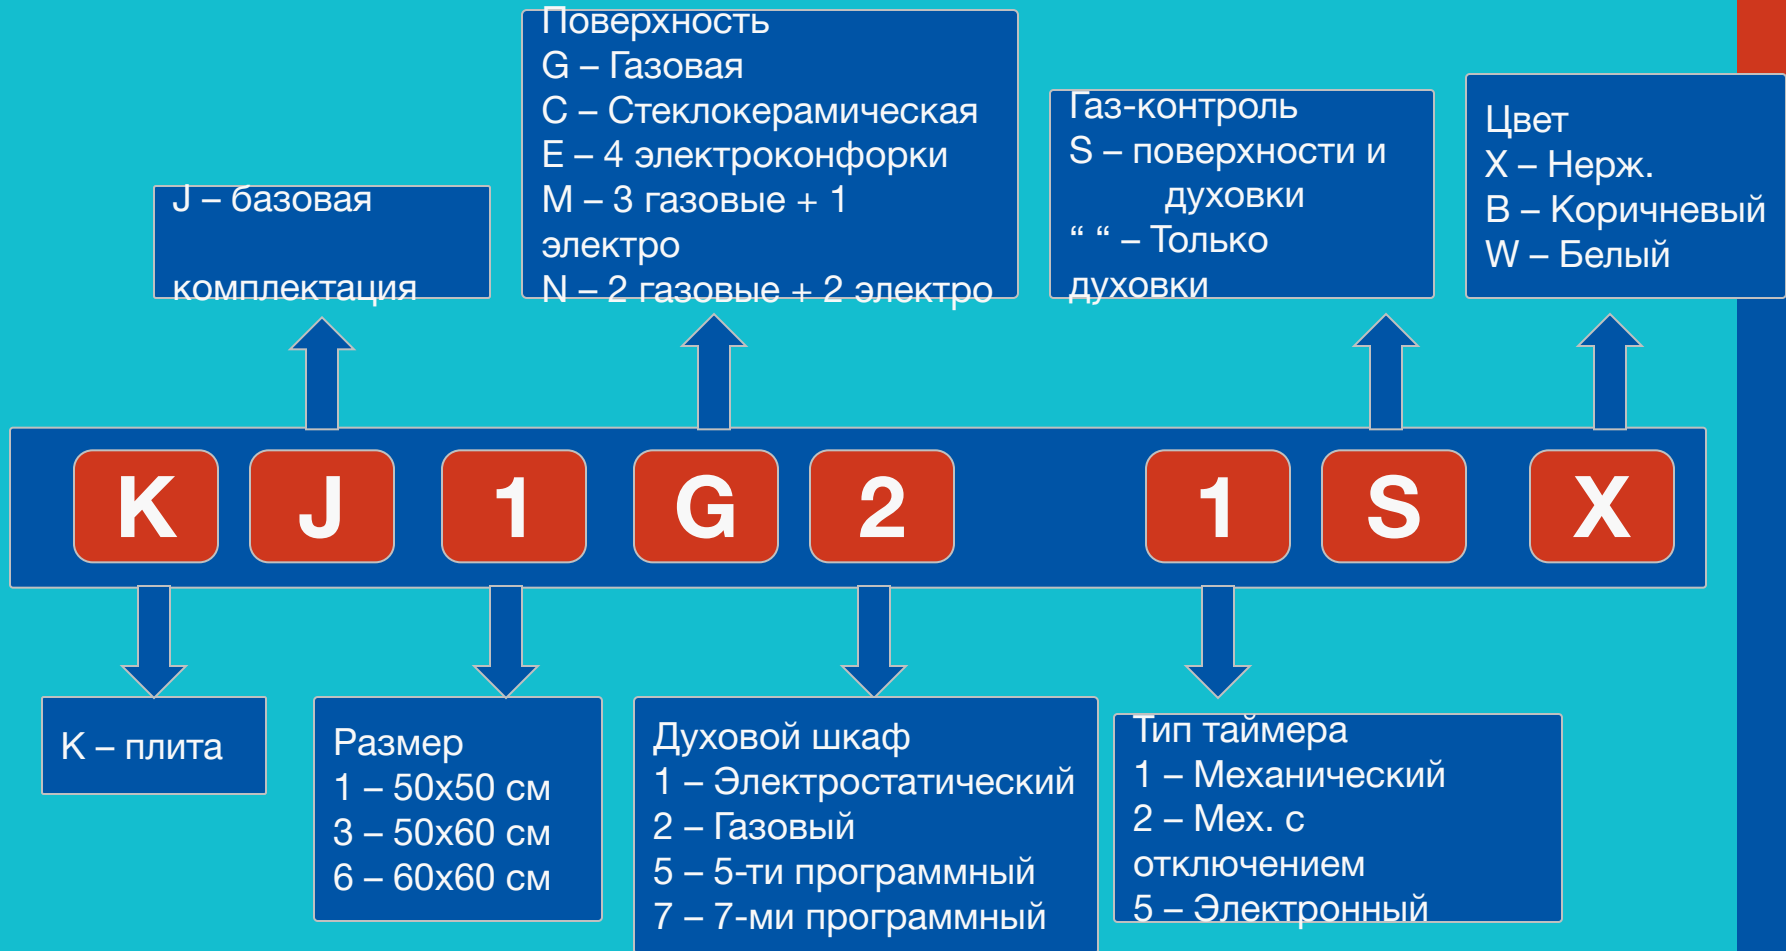 Поверхность
G – Газовая
C – Стеклокерамическая
E – 4 электроконфорки
M – 3 газовые + 1
электро
N – 2 газовые + 2 электро
J – базовая
комплектация
Газ-контроль
S – поверхности и
духовки
“ “ – Только
духовки
Цвет
X – Нерж.
B – Коричневый
W – Белый
K J 1 G 2 1 S X
K – плита
Размер
1 – 50x50 см
3 – 50x60 см
6 – 60x60 см
Духовой шкаф
1 – Электростатический
2 – Газовый
5 – 5-ти программный
7 – 7-ми программный
Тип таймера
1 – Механический
2 – Мех. с
отключением
5 – Электронный